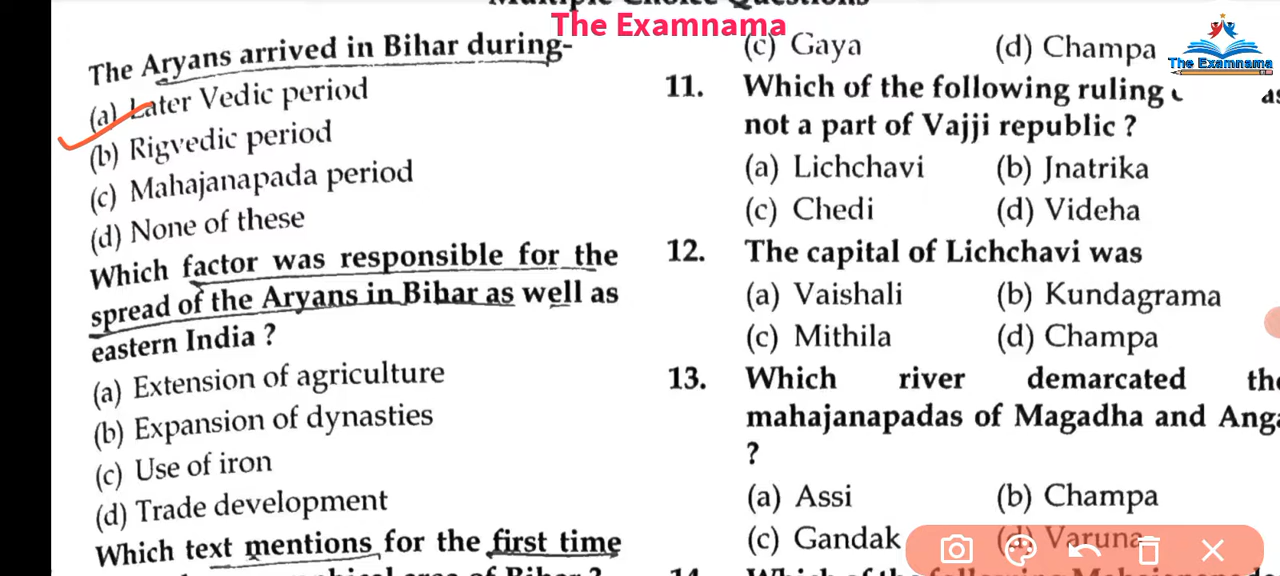 The Examnama
The Aryans arrived in Bihar during-
(a) Later Vedic period
(b) Rigvedic period
(c) Mahajanapada period
(d) None of these
Which factor was responsible for the
spread of the Aryans in Bihar as well as
eastern India ?
(a) Extension of agriculture
(b) Expansion of dynasties
(c) Use of iron
(d) Trade development
Which text mentions for the first time
(c) Gaya (d) Champa
The Examnama
11. Which of the following ruling
not a part of Vajji republic ?
(a) Lichchavi (b) Jnatrika
(c) Chedi (d) Videha
12. The capital of Lichchavi was
(a) Vaishali (b) Kundagrama
(c) Mithila (d) Champa
13. Which river demarcated the
mahajanapadas of Magadha and Anga
?
(a) Assi (b) Champa
(c) Gandak (d) Varuna